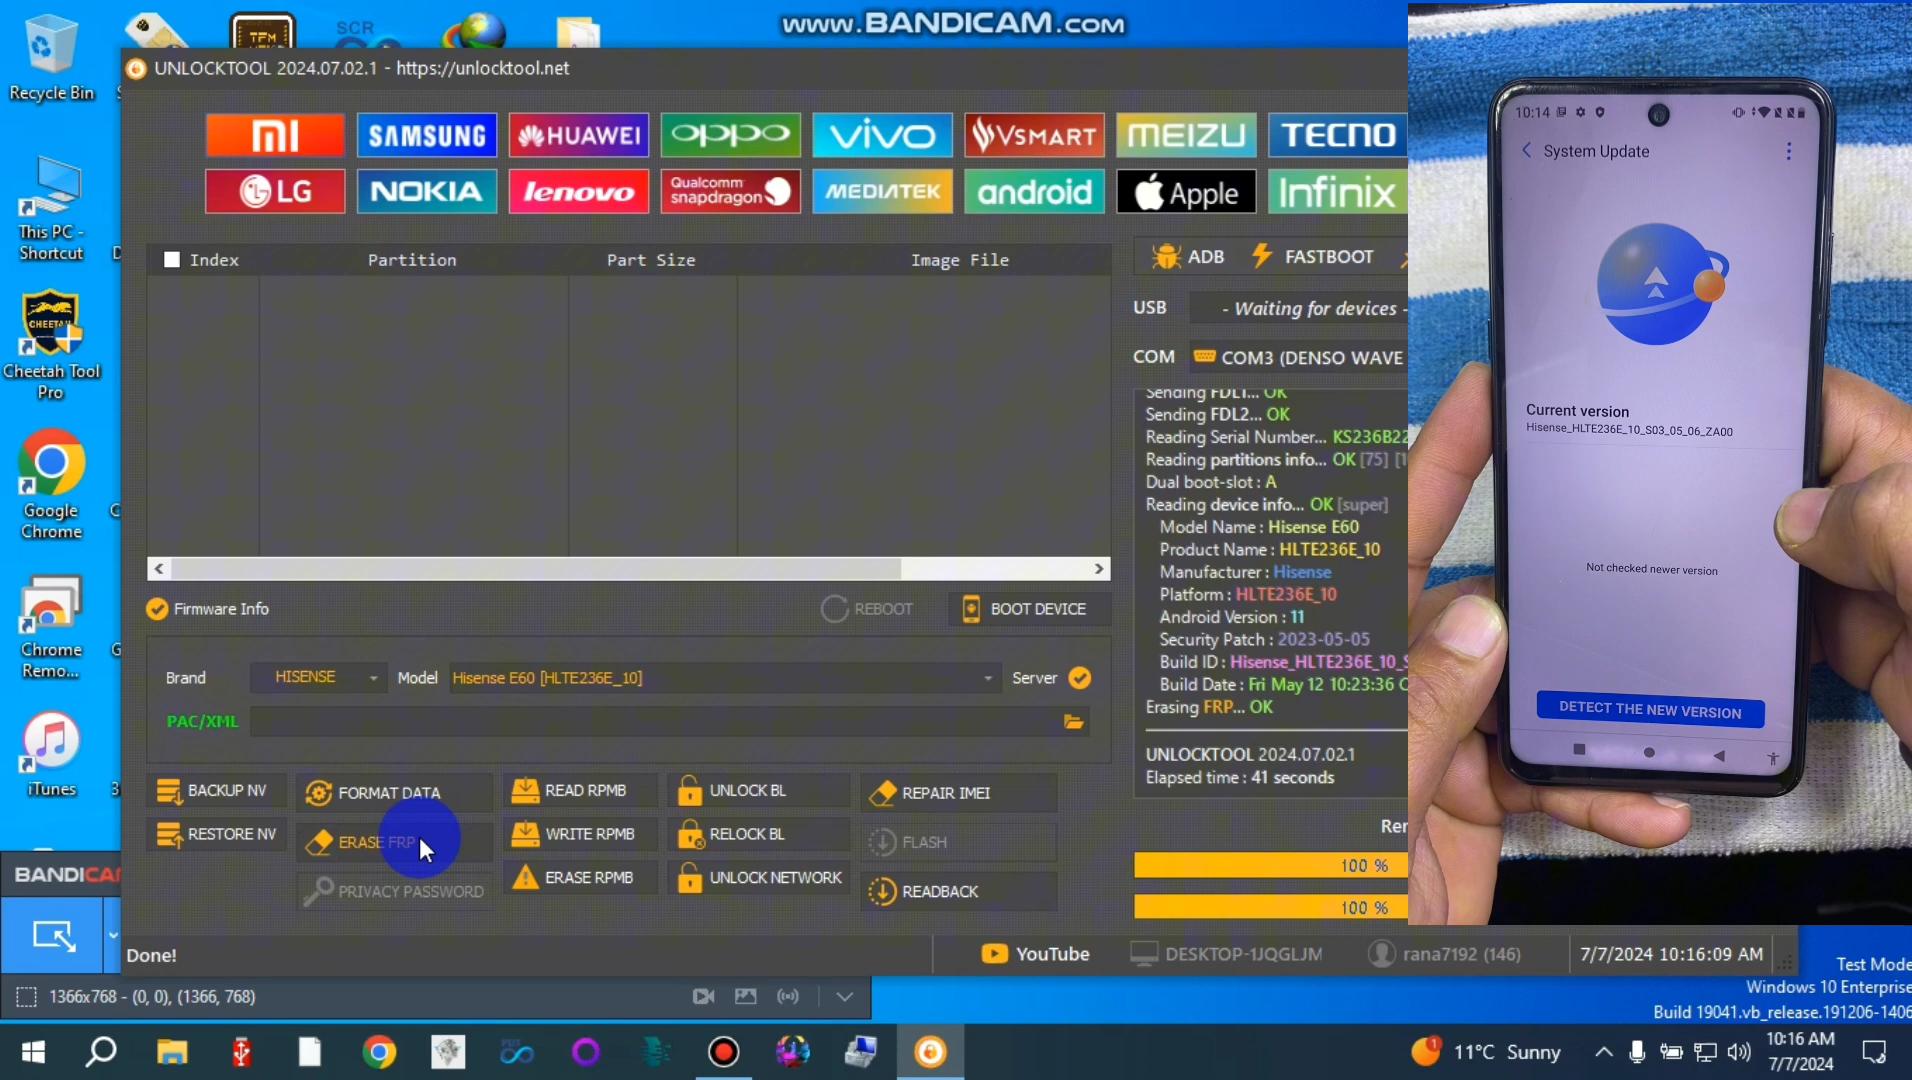 www.BANDICAM.com
SCR
TFM
Recycle Bin
UNLOCKTOOL 2024.07.02.1 - https://unlocktool.net
mi
SAMSUNG
HUAWEI
oppo
vivo
VSMART
MEIZU
TECNO
LG
NOKIA
lenovo
Qualcomm
snapdragon
MEDIATEK
android
Apple
Infinix
This PC -
Shortcut
Index
Partition
Part Size
Image File
ADB
FASTBOOT
USB
- Waiting for devices -
COM
COM3 (DENSO WAVE
CHEETAH
Cheetah Tool
Pro
Sending FDL1... OK
Sending FDL2... OK
Reading Serial Number... KS236B22
Reading partitions info... OK [75]
Dual boot-slot : A
Reading device info... OK [super]
Model Name : Hisense E60
Product Name : HLTE236E_10
Manufacturer : Hisense
Platform : HLTE236E_10
Android Version : 11
Security Patch : 2023-05-05
Build ID : Hisense_HLTE236E_10_S
Build Date : Fri May 12 10:23:36
Erasing FRP... OK
UNLOCKTOOL 2024.07.02.1
Elapsed time : 41 seconds
Google
Chrome
Firmware Info
REBOOT
BOOT DEVICE
Chrome
Remo...
Brand
HISENSE
Model
Hisense E60 [HLTE236E_10]
Server
PAC/XML
iTunes
BACKUP NV
FORMAT DATA
READ RPMB
UNLOCK BL
REPAIR IMEI
RESTORE NV
ERASE FRP
WRITE RPMB
RELOCK BL
FLASH
PRIVACY PASSWORD
ERASE RPMB
UNLOCK NETWORK
READBACK
Rer
100 %
100 %
BANDICA
Done!
YouTube
DESKTOP-1JQGLJM
rana7192 (146)
7/7/2024 10:16:09 AM
1366x768 - (0, 0), (1366, 768)
Test Mode
Windows 10 Enterprise
Build 19041.vb_release.191206-1406
1
11°C Sunny
10:16 AM
7/7/2024
10:14
System Update
Current version
Hisense_HLTE236E_10_S03_05_06_ZA00
Not checked newer version
DETECT THE NEW VERSION